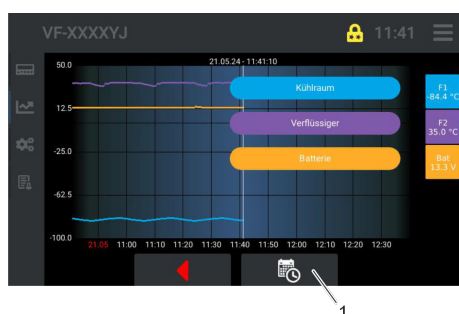 VF-XXXXYJ
11:41
21.05.24 - 11:41:10
50.0
12.5
-25.0
-62.5
-100.0
Kühlraum
Verflüssiger
Batterie
F1
-84.4 °C
F2
35.0 °C
Bat
13.3 V
21.05 11:00 11:10 11:20 11:30 11:40 11:50 12:00 12:10 12:20 12:30
1